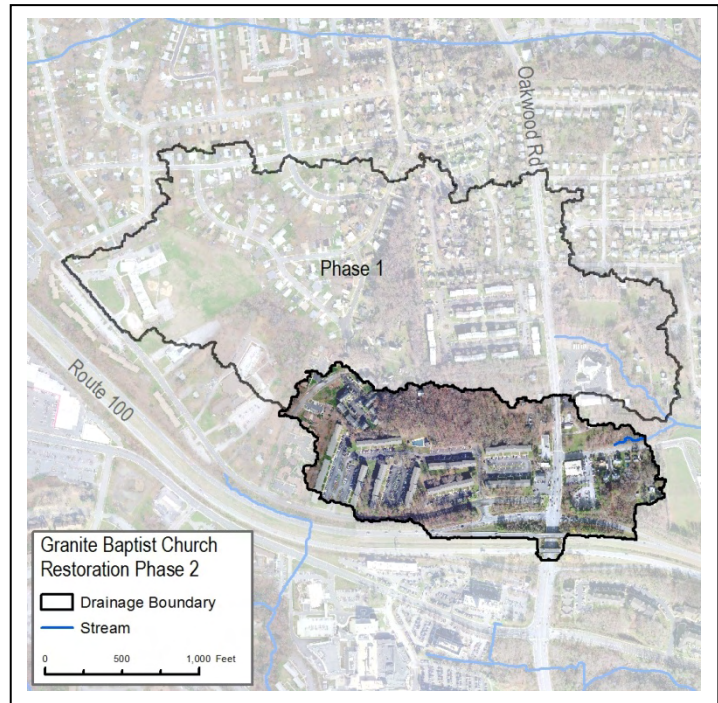 Oakwood Rd
Phase 1
Route 100
Granite Baptist Church
Restoration Phase 2
Drainage Boundary
Stream
0 500 1,000 Feet